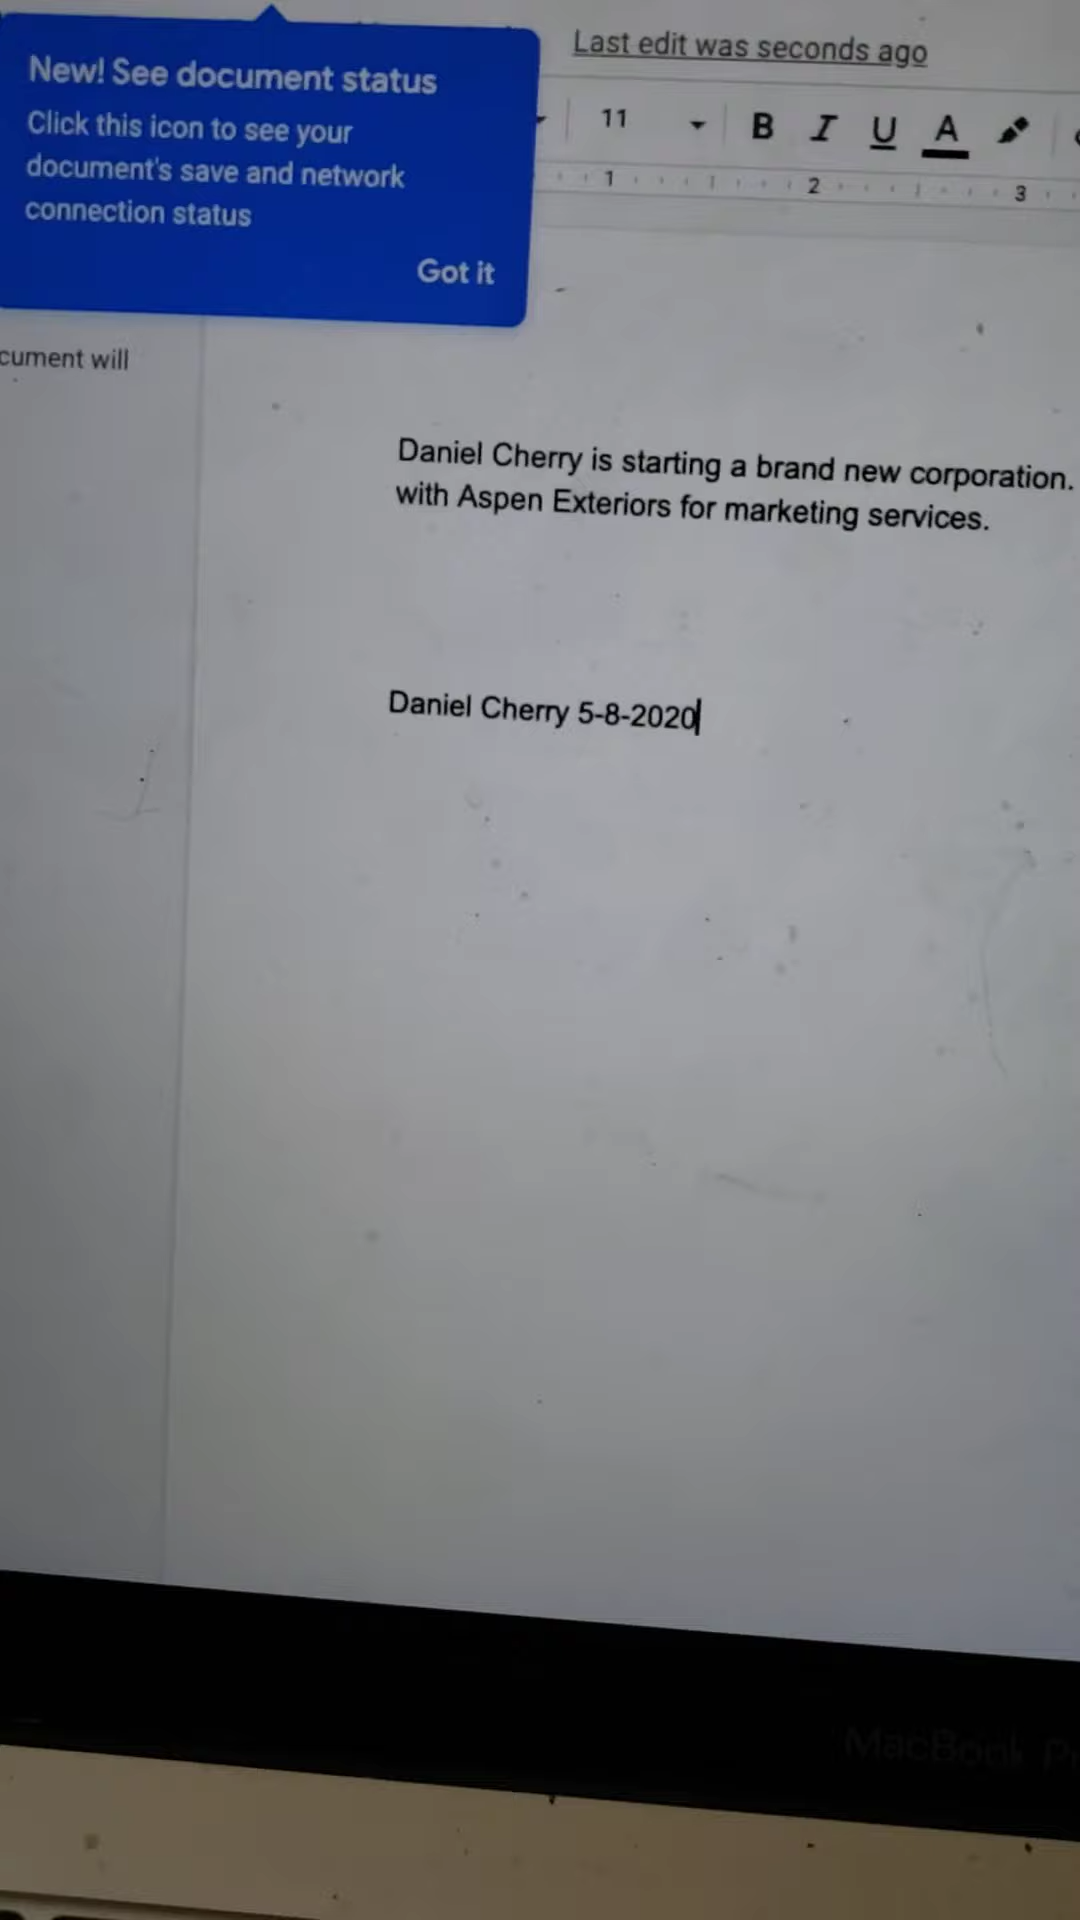 New! See document status
Click this icon to see your
document's save and network
connection status
Got it
Last edit was seconds ago
11
B I U A
1 2 3
cument will
Daniel Cherry is starting a brand new corporation.
with Aspen Exteriors for marketing services.
Daniel Cherry 5-8-2020
MacBook P